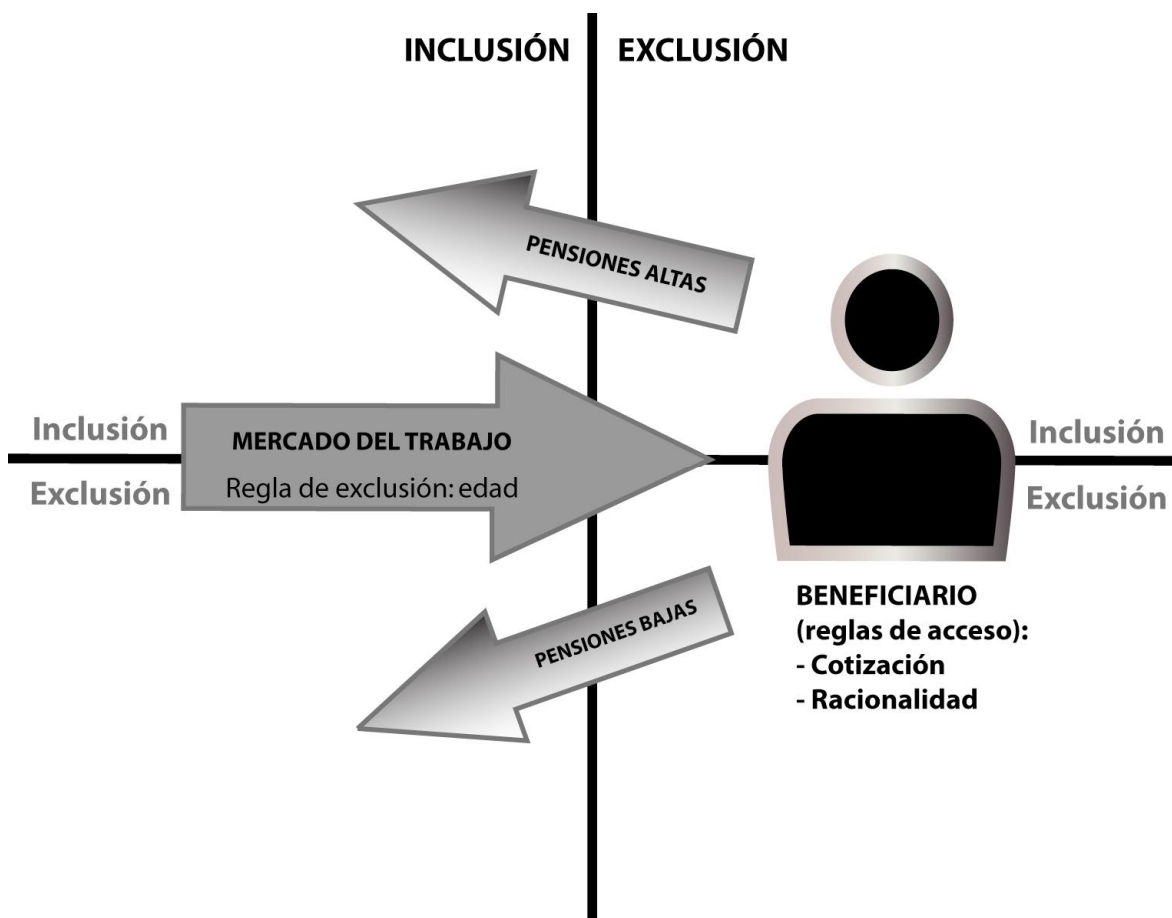 INCLUSIÓN
EXCLUSIÓN
PENSIONES ALTAS
Inclusión
Exclusión
MERCADO DEL TRABAJO
Regla de exclusión: edad
Inclusión
Exclusión
PENSIONES BAJAS
BENEFICIARIO
(reglas de acceso):
- Cotización
- Racionalidad